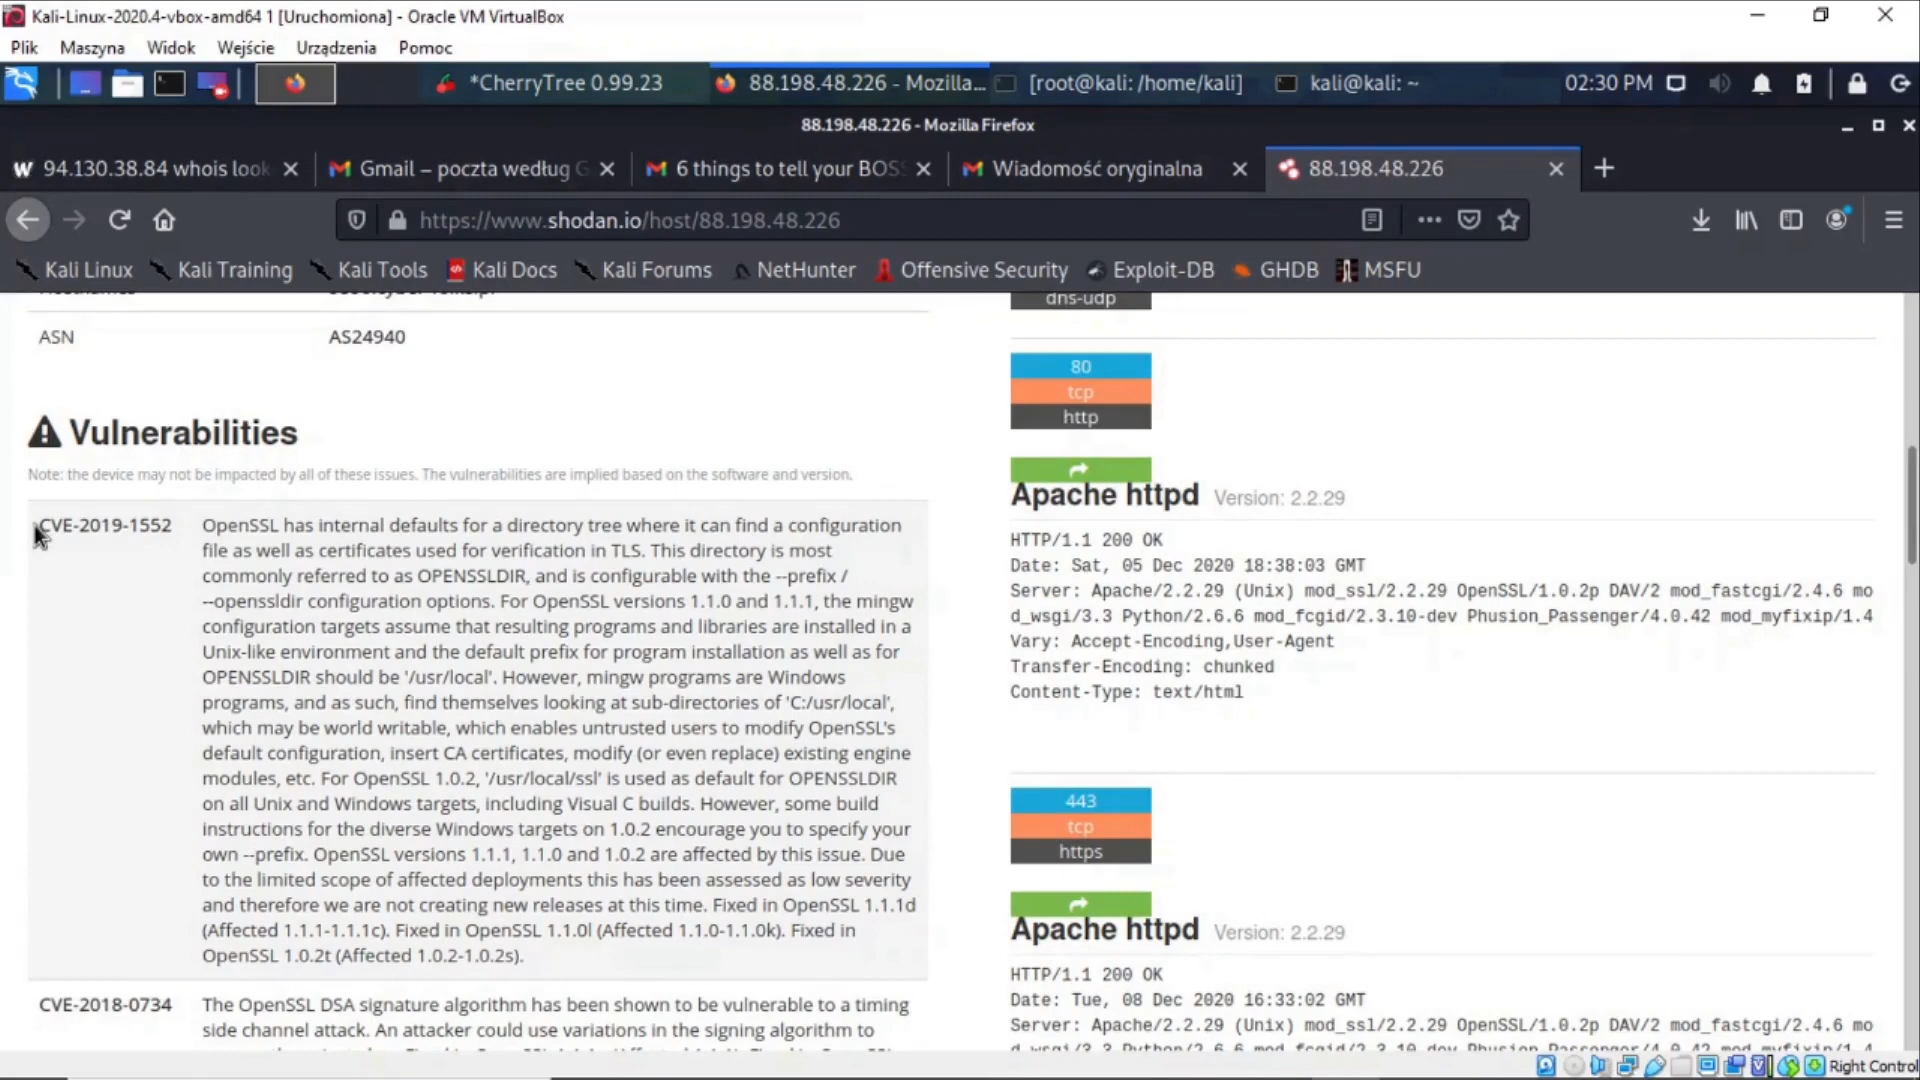 Kali-Linux-2020.4-vbox-amd64 1 [Uruchomiona] - Oracle VM VirtualBox
Plik Maszyna Widok Wejście Urządzenia Pomoc
*CherryTree 0.99.23 88.198.48.226 - Mozilla... [root@kali: /home/kali] kali@kali: ~ 02:30 PM
88.198.48.226 - Mozilla Firefox
94.130.38.84 whois look Gmail – poczta według G 6 things to tell your BOSS Wiadomość oryginalna 88.198.48.226
https://www.shodan.io/host/88.198.48.226
Kali Linux Kali Training Kali Tools Kali Docs Kali Forums NetHunter Offensive Security Exploit-DB GHDB MSFU
ASN AS24940
Vulnerabilities
Note: the device may not be impacted by all of these issues. The vulnerabilities are implied based on the software and version.
CVE-2019-1552 OpenSSL has internal defaults for a directory tree where it can find a configuration
file as well as certificates used for verification in TLS. This directory is most
commonly referred to as OPENSSLDIR, and is configurable with the --prefix /
--openssldir configuration options. For OpenSSL versions 1.1.0 and 1.1.1, the mingw
configuration targets assume that resulting programs and libraries are installed in a
Unix-like environment and the default prefix for program installation as well as for
OPENSSLDIR should be '/usr/local'. However, mingw programs are Windows
programs, and as such, find themselves looking at sub-directories of 'C:/usr/local',
which may be world writable, which enables untrusted users to modify OpenSSL's
default configuration, insert CA certificates, modify (or even replace) existing engine
modules, etc. For OpenSSL 1.0.2, '/usr/local/ssl' is used as default for OPENSSLDIR
on all Unix and Windows targets, including Visual C builds. However, some build
instructions for the diverse Windows targets on 1.0.2 encourage you to specify your
own --prefix. OpenSSL versions 1.1.1, 1.1.0 and 1.0.2 are affected by this issue. Due
to the limited scope of affected deployments this has been assessed as low severity
and therefore we are not creating new releases at this time. Fixed in OpenSSL 1.1.1d
(Affected 1.1.1-1.1.1c). Fixed in OpenSSL 1.1.0l (Affected 1.1.0-1.1.0k). Fixed in
OpenSSL 1.0.2t (Affected 1.0.2-1.0.2s).
CVE-2018-0734 The OpenSSL DSA signature algorithm has been shown to be vulnerable to a timing
side channel attack. An attacker could use variations in the signing algorithm to
dns-udp
80
tcp
http
Apache httpd Version: 2.2.29
HTTP/1.1 200 OK
Date: Sat, 05 Dec 2020 18:38:03 GMT
Server: Apache/2.2.29 (Unix) mod_ssl/2.2.29 OpenSSL/1.0.2p DAV/2 mod_fastcgi/2.4.6 mo
d_wsgi/3.3 Python/2.6.6 mod_fcgid/2.3.10-dev Phusion_Passenger/4.0.42 mod_myfixip/1.4
Vary: Accept-Encoding,User-Agent
Transfer-Encoding: chunked
Content-Type: text/html
443
tcp
https
Apache httpd Version: 2.2.29
HTTP/1.1 200 OK
Date: Tue, 08 Dec 2020 16:33:02 GMT
Server: Apache/2.2.29 (Unix) mod_ssl/2.2.29 OpenSSL/1.0.2p DAV/2 mod_fastcgi/2.4.6 mo
d_wsgi/3.3 Python/2.6.6 mod_fcgid/2.3.10-dev Phusion_Passenger/4.0.42 mod_myfixip/1.4
Right Control